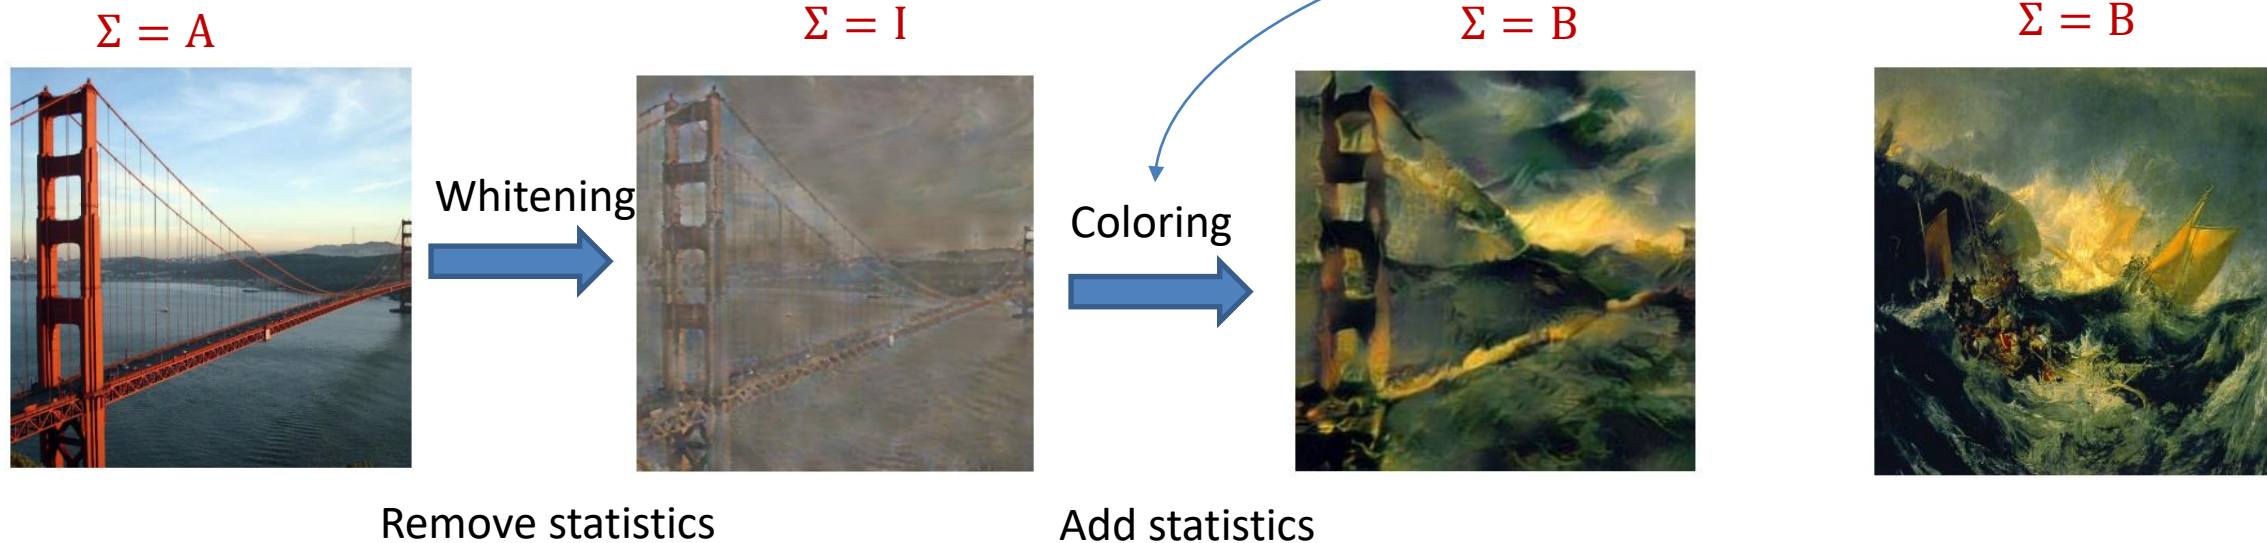 Σ = A
Σ = I
Σ = B
Σ = B
Whitening
Coloring
Remove statistics
Add statistics